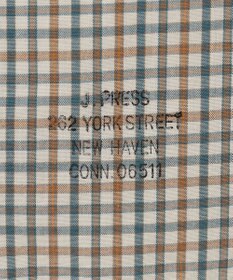 J. PRESS
262 YORK STREET
NEW HAVEN
CONN. 06511